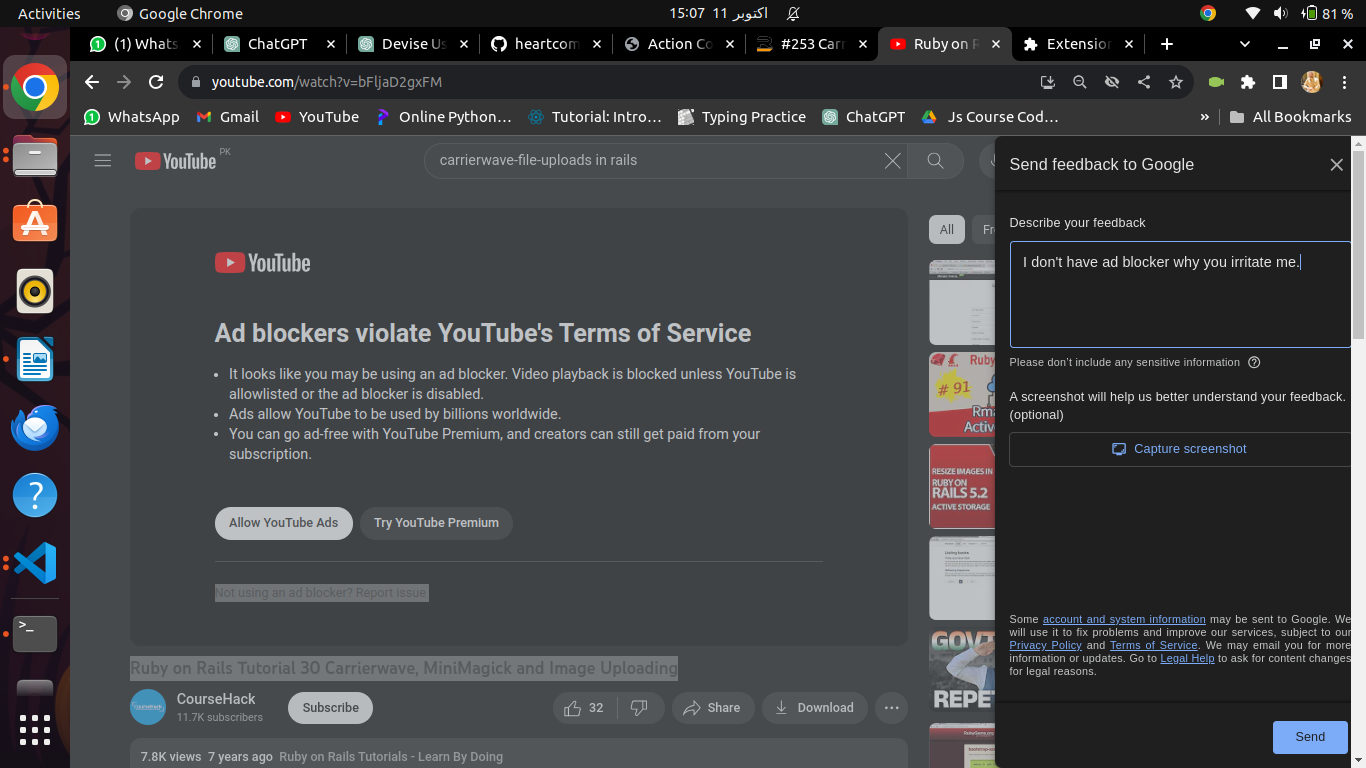 Activities
Google Chrome
15:07 11 اکتوبر
81 %
(1) Whats
ChatGPT
Devise Us
heartcom
Action Co
#253 Carr
Ruby on R
Extension
youtube.com/watch?v=bFljaD2gxFM
WhatsApp
Gmail
YouTube
Online Python…
Tutorial: Intro…
Typing Practice
ChatGPT
Js Course Cod…
»
All Bookmarks
YouTube PK
carrierwave-file-uploads in rails
YouTube
Ad blockers violate YouTube's Terms of Service
• It looks like you may be using an ad blocker. Video playback is blocked unless YouTube is
allowlisted or the ad blocker is disabled.
• Ads allow YouTube to be used by billions worldwide.
• You can go ad-free with YouTube Premium, and creators can still get paid from your
subscription.
Allow YouTube Ads
Try YouTube Premium
Not using an ad blocker? Report issue
Ruby on Rails Tutorial 30 Carrierwave, MiniMagick and Image Uploading
CourseHack
11.7K subscribers
Subscribe
32
Share
Download
7.8K views 7 years ago Ruby on Rails Tutorials - Learn By Doing
All
Fr
Ruby
# 91
Rma
Active
RESIZE IMAGES IN
RUBY ON
RAILS 5.2
ACTIVE STORAGE
GOVT
REPET
Send feedback to Google
Describe your feedback
I don't have ad blocker why you irritate me.
Please don't include any sensitive information
A screenshot will help us better understand your feedback.
(optional)
Capture screenshot
Some account and system information may be sent to Google. We
will use it to fix problems and improve our services, subject to our
Privacy Policy and Terms of Service. We may email you for more
information or updates. Go to Legal Help to ask for content changes
for legal reasons.
Send